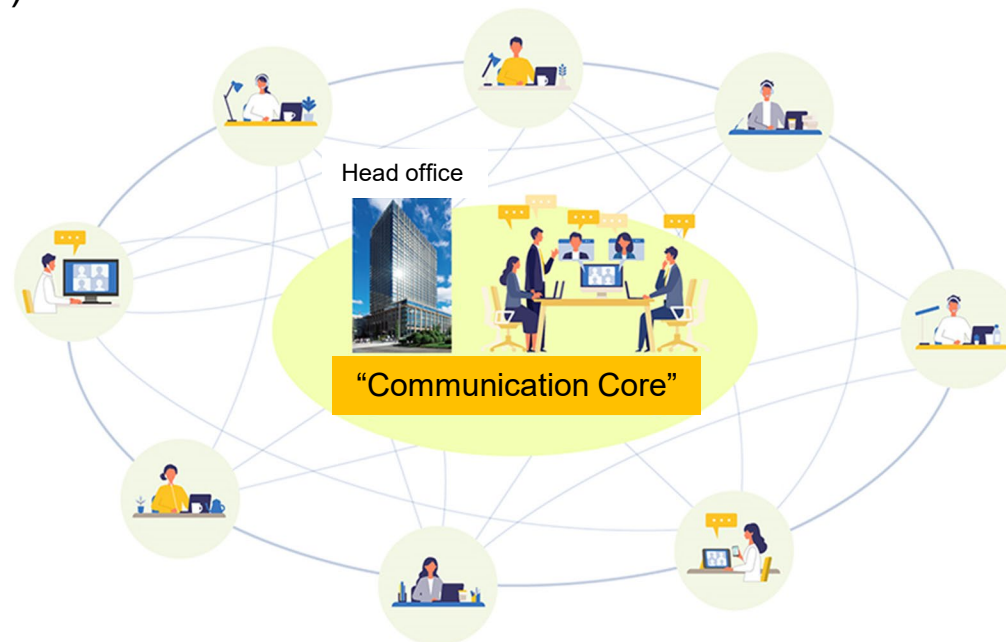 )
Head office
“Communication Core”